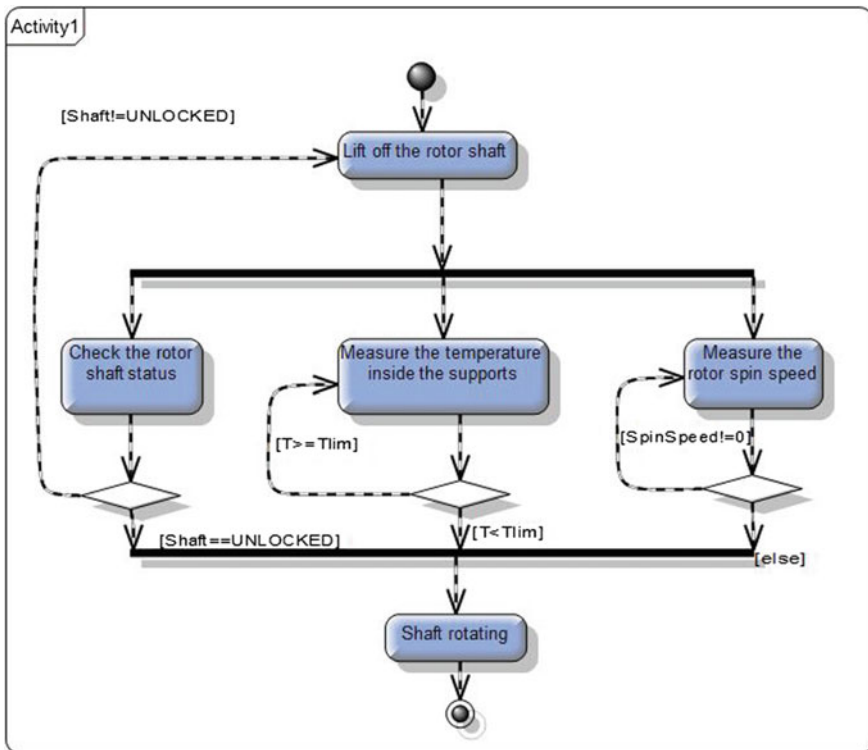 Activity1
[Shaft!=UNLOCKED]
Lift off the rotor shaft
Check the rotor
shaft status
Measure the temperature
inside the supports
Measure the
rotor spin speed
[T>=Tlim]
[SpinSpeed!=0]
[Shaft==UNLOCKED]
[T<Tlim]
[else]
Shaft rotating